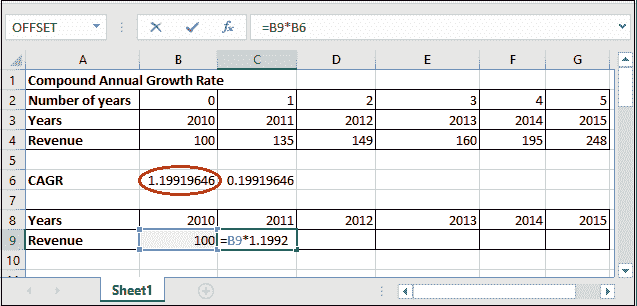 OFFSET =B9*B6
A B C D E F G
1 Compound Annual Growth Rate
2 Number of years 0 1 2 3 4 5
3 Years 2010 2011 2012 2013 2014 2015
4 Revenue 100 135 149 160 195 248
5
6 CAGR 1.19919646 0.19919646
7
8 Years 2010 2011 2012 2013 2014 2015
9 Revenue 100 =B9*1.1992
10
Sheet1